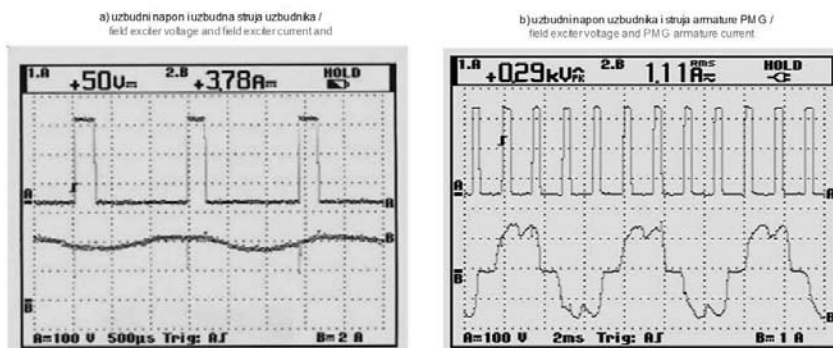 a) uzbudni napon i uzbudna struja uzbudnika /
field exciter voltage and field exciter current and
1.A +50V 2.B +3,78A HOLD
A
A
B
B
A=100 V 500µs Trig: A B= 2 A
b) uzbudni napon uzbudnika i struja armature PMG /
field exciter voltage and PMG armature current
1.A +0,29kV PK 2.B 1,11 A rms HOLD
A
A
B
B
A=100 V 2ms Trig: A B= 1 A